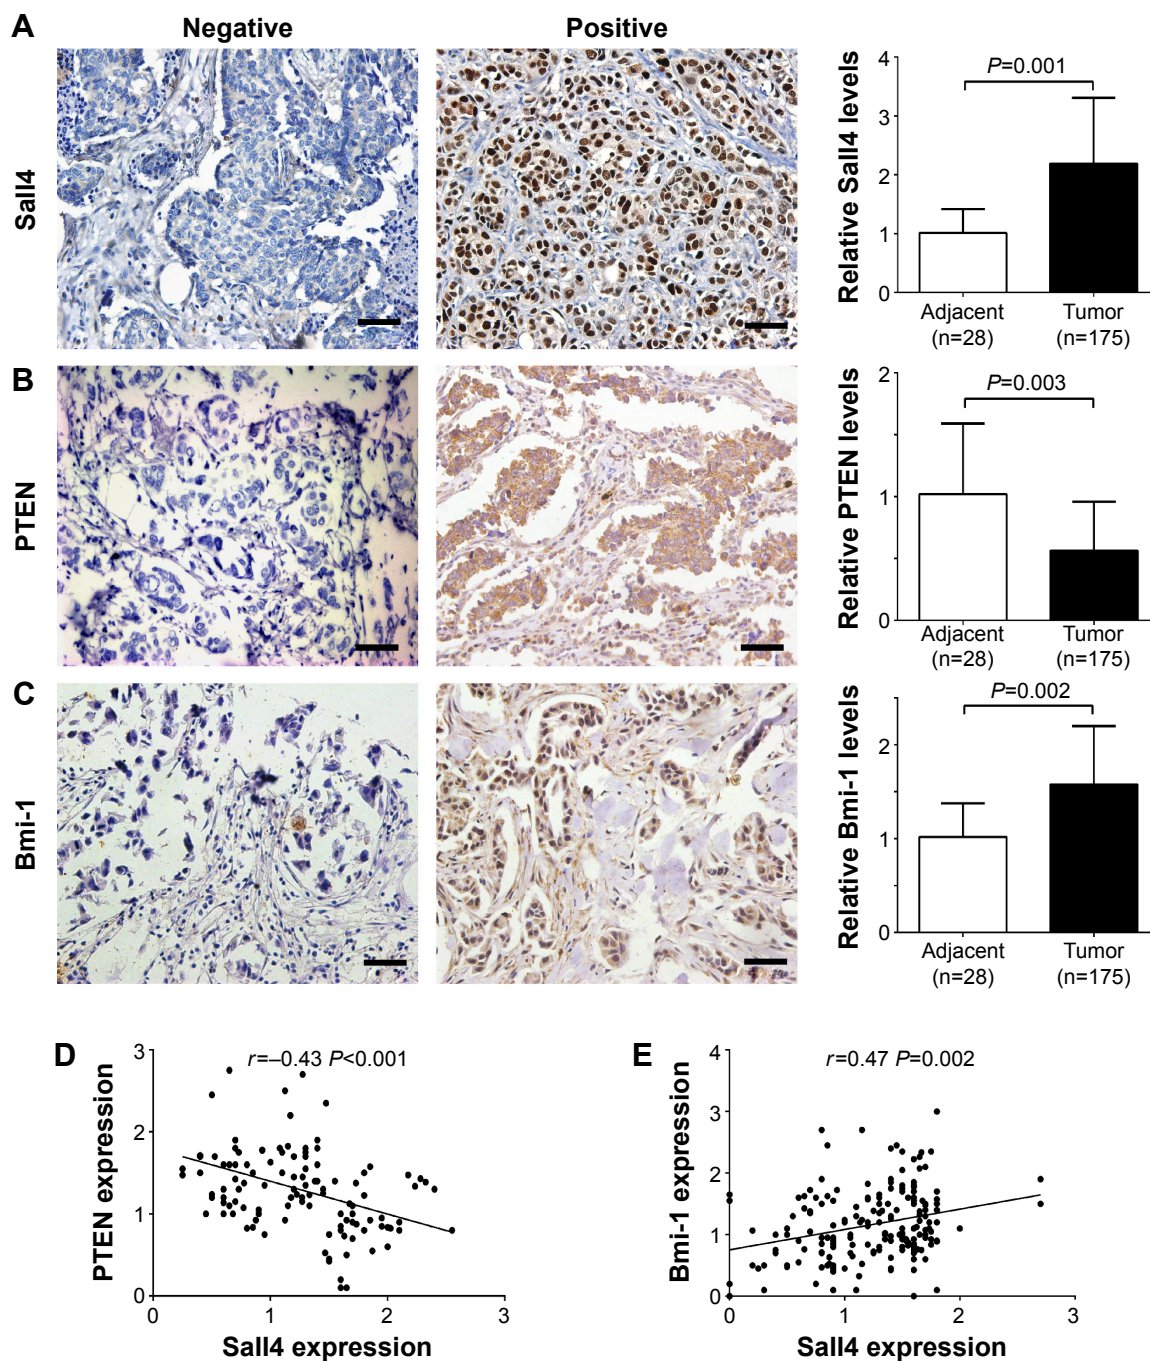 A
Negative
Positive
Sall4
Relative Sall4 levels
4
3
2
1
0
P=0.001
Adjacent
(n=28)
Tumor
(n=175)
B
PTEN
Relative PTEN levels
2
1
0
P=0.003
Adjacent
(n=28)
Tumor
(n=175)
C
Bmi-1
Relative Bmi-1 levels
2
1
0
P=0.002
Adjacent
(n=28)
Tumor
(n=175)
D
PTEN expression
3
2
1
0
r=–0.43 P<0.001
0 1 2 3
Sall4 expression
E
Bmi-1 expression
4
3
2
1
0
r=0.47 P=0.002
0 1 2 3
Sall4 expression